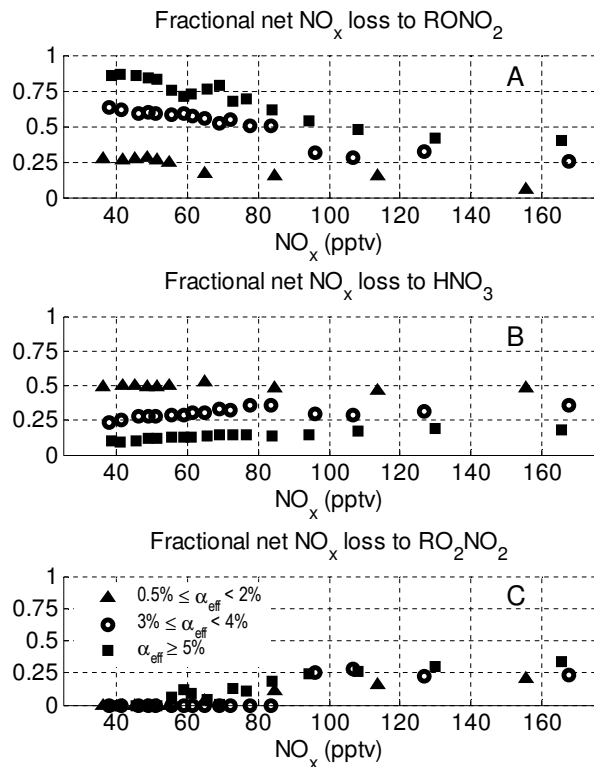 Fractional net NOx loss to RONO2
1
0.75
0.5
0.25
0
A
40 60 80 100 120 140 160
NOx (pptv)
Fractional net NOx loss to HNO3
1
0.75
0.5
0.25
0
B
40 60 80 100 120 140 160
NOx (pptv)
Fractional net NOx loss to RO2NO2
1
0.75
0.5
0.25
0
C
0.5% ≤ αeff < 2%
3% ≤ αeff < 4%
αeff ≥ 5%
40 60 80 100 120 140 160
NOx (pptv)